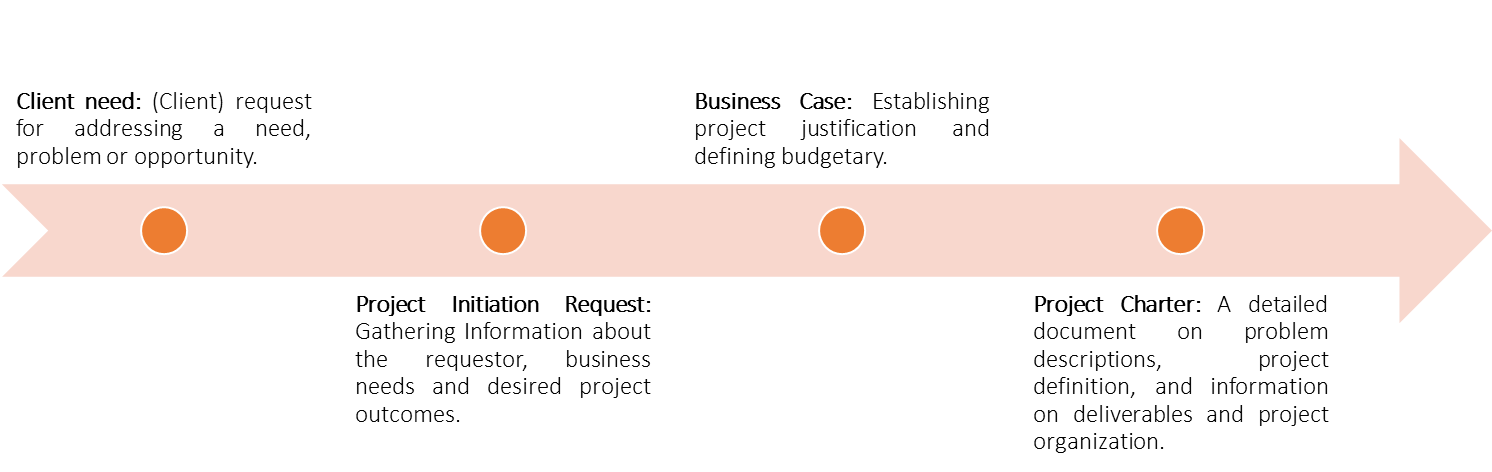 Client need: (Client) request
for addressing a need,
problem or opportunity.
Project Initiation Request:
Gathering Information about
the requestor, business
needs and desired project
outcomes.
Business Case: Establishing
project justification and
defining budgetary.
Project Charter: A detailed
document on problem
descriptions, project
definition, and information
on deliverables and project
organization.